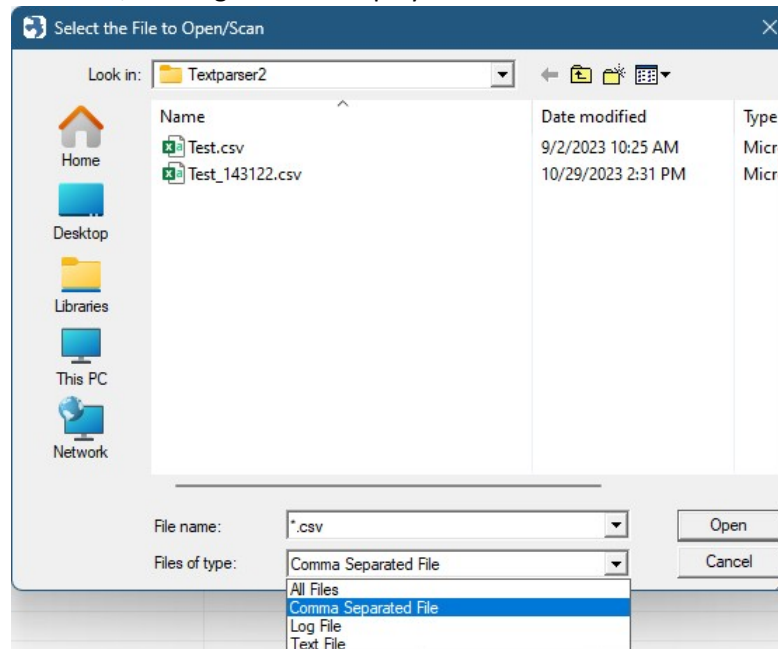 Select the File to Open/Scan
Look in: Textparser2
Name Date modified Type
Test.csv 9/2/2023 10:25 AM Micr
Test_143122.csv 10/29/2023 2:31 PM Micr
Home
Desktop
Libraries
This PC
Network
File name: *.csv Open
Files of type: Comma Separated File Cancel
All Files
Comma Separated File
Log File
Text File